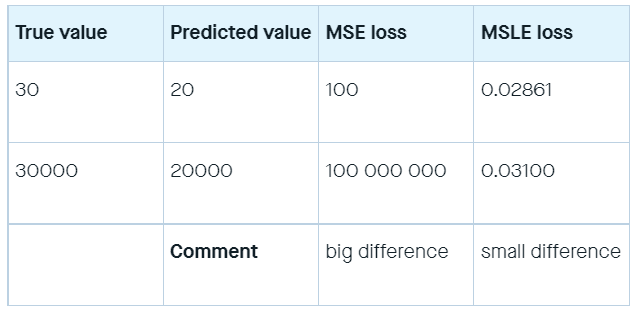 True value Predicted value MSE loss MSLE loss
30 20 100 0.02861
30000 20000 100 000 000 0.03100
Comment big difference small difference